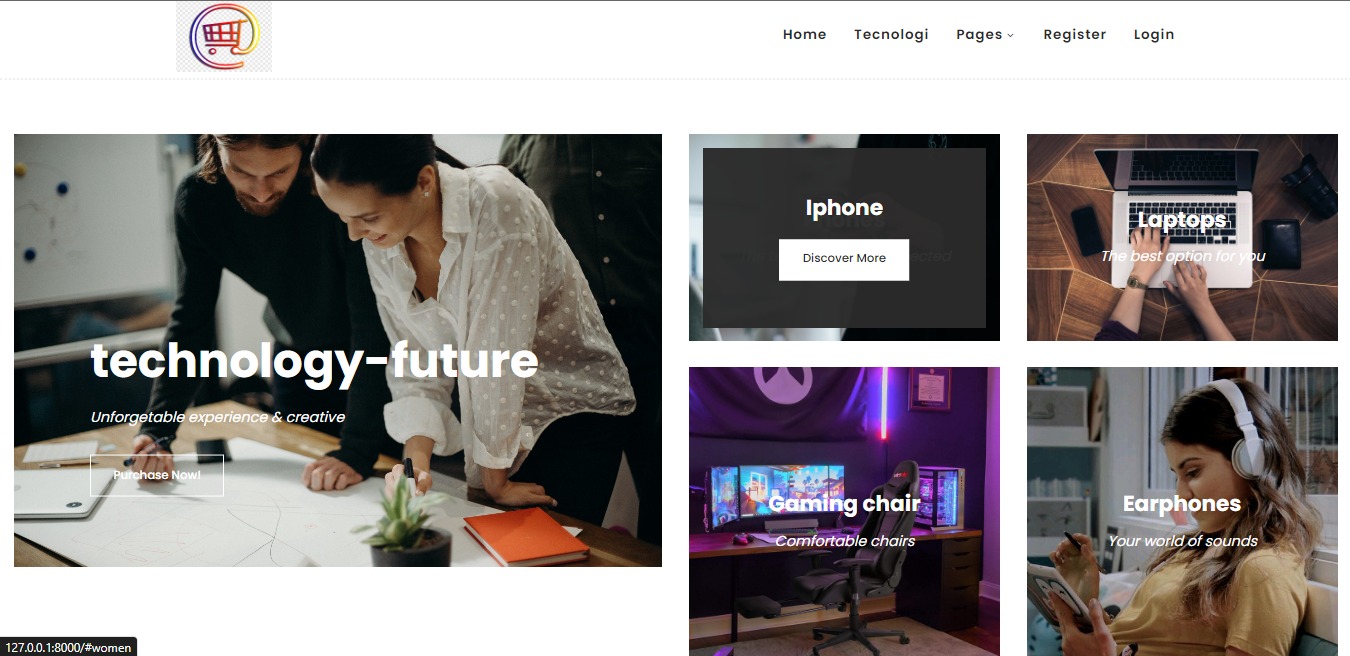 Home Tecnologi Pages Register Login
technology-future
Unforgetable experience & creative
Purchase Now!
Iphone
Discover More
Laptops
The best option for you
Gaming chair
Comfortable chairs
Earphones
Your world of sounds
127.0.0.1:8000/#women